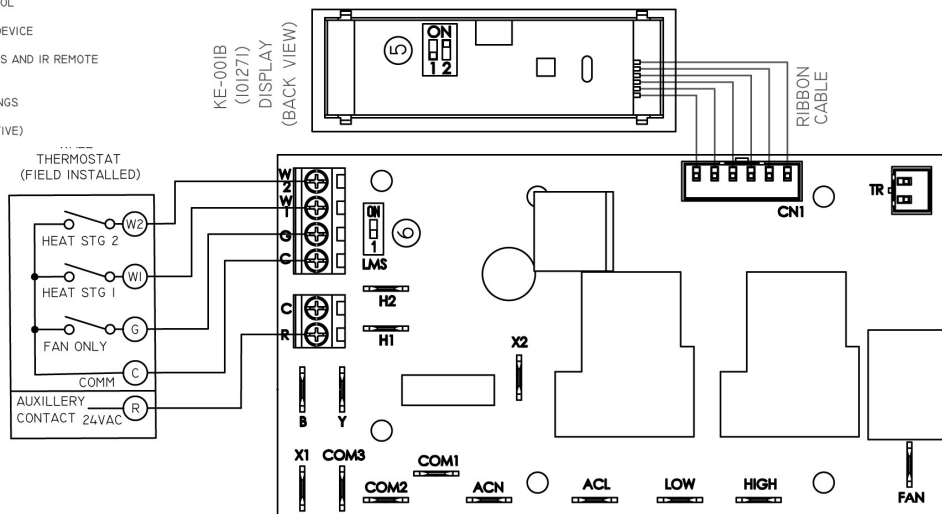 OL
DEVICE
S AND IR REMOTE
NGS
TIVE)
THERMOSTAT
(FIELD INSTALLED)
W2
HEAT STG 2
W1
HEAT STG 1
G
FAN ONLY
C
COMM
AUXILLERY
CONTACT 24VAC
R
KE-001B
(101271)
DISPLAY
(BACK VIEW)
5
ON
1 2
RIBBON
CABLE
W2
W1
G
C
C
R
ON
1
LMS
6
H2
H1
CN1
TR
X2
B
Y
X1
COM3
COM2
COM1
ACN
ACL
LOW
HIGH
FAN